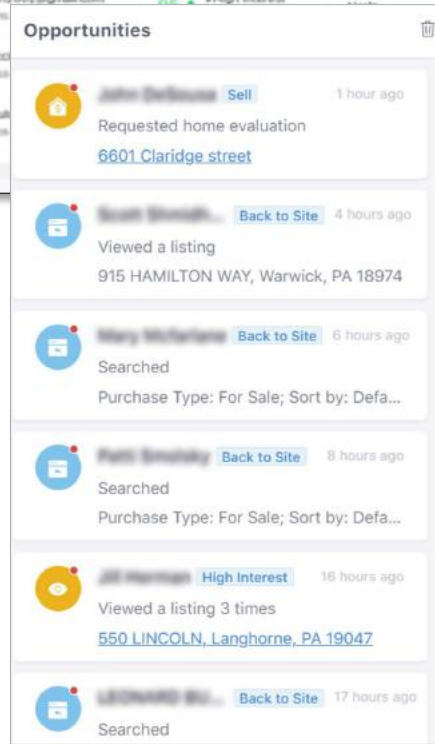 Opportunities
Sell
1 hour ago
Requested home evaluation
6601 Claridge street
Back to Site
4 hours ago
Viewed a listing
915 HAMILTON WAY, Warwick, PA 18974
Back to Site
6 hours ago
Searched
Purchase Type: For Sale; Sort by: Defa...
Back to Site
8 hours ago
Searched
Purchase Type: For Sale; Sort by: Defa...
High Interest
16 hours ago
Viewed a listing 3 times
550 LINCOLN, Langhorne, PA 19047
Back to Site
17 hours ago
Searched